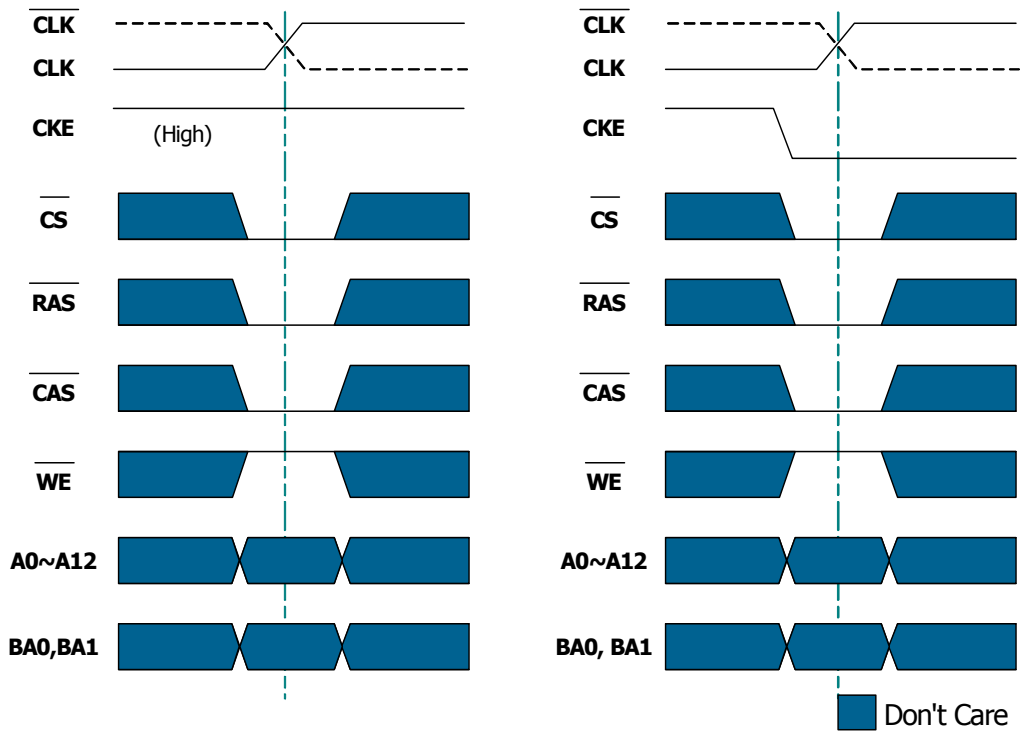 CLK
CLK
CKE
(High)
CS
RAS
CAS
WE
A0~A12
BA0,BA1
CLK
CLK
CKE
CS
RAS
CAS
WE
A0~A12
BA0, BA1
Don't Care